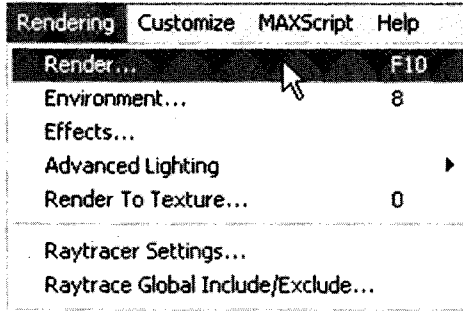 Rendering Customize MAXScript Help
Render... F10
Environment... 8
Effects...
Advanced Lighting
Render To Texture... 0
Raytracer Settings...
Raytrace Global Include/Exclude...